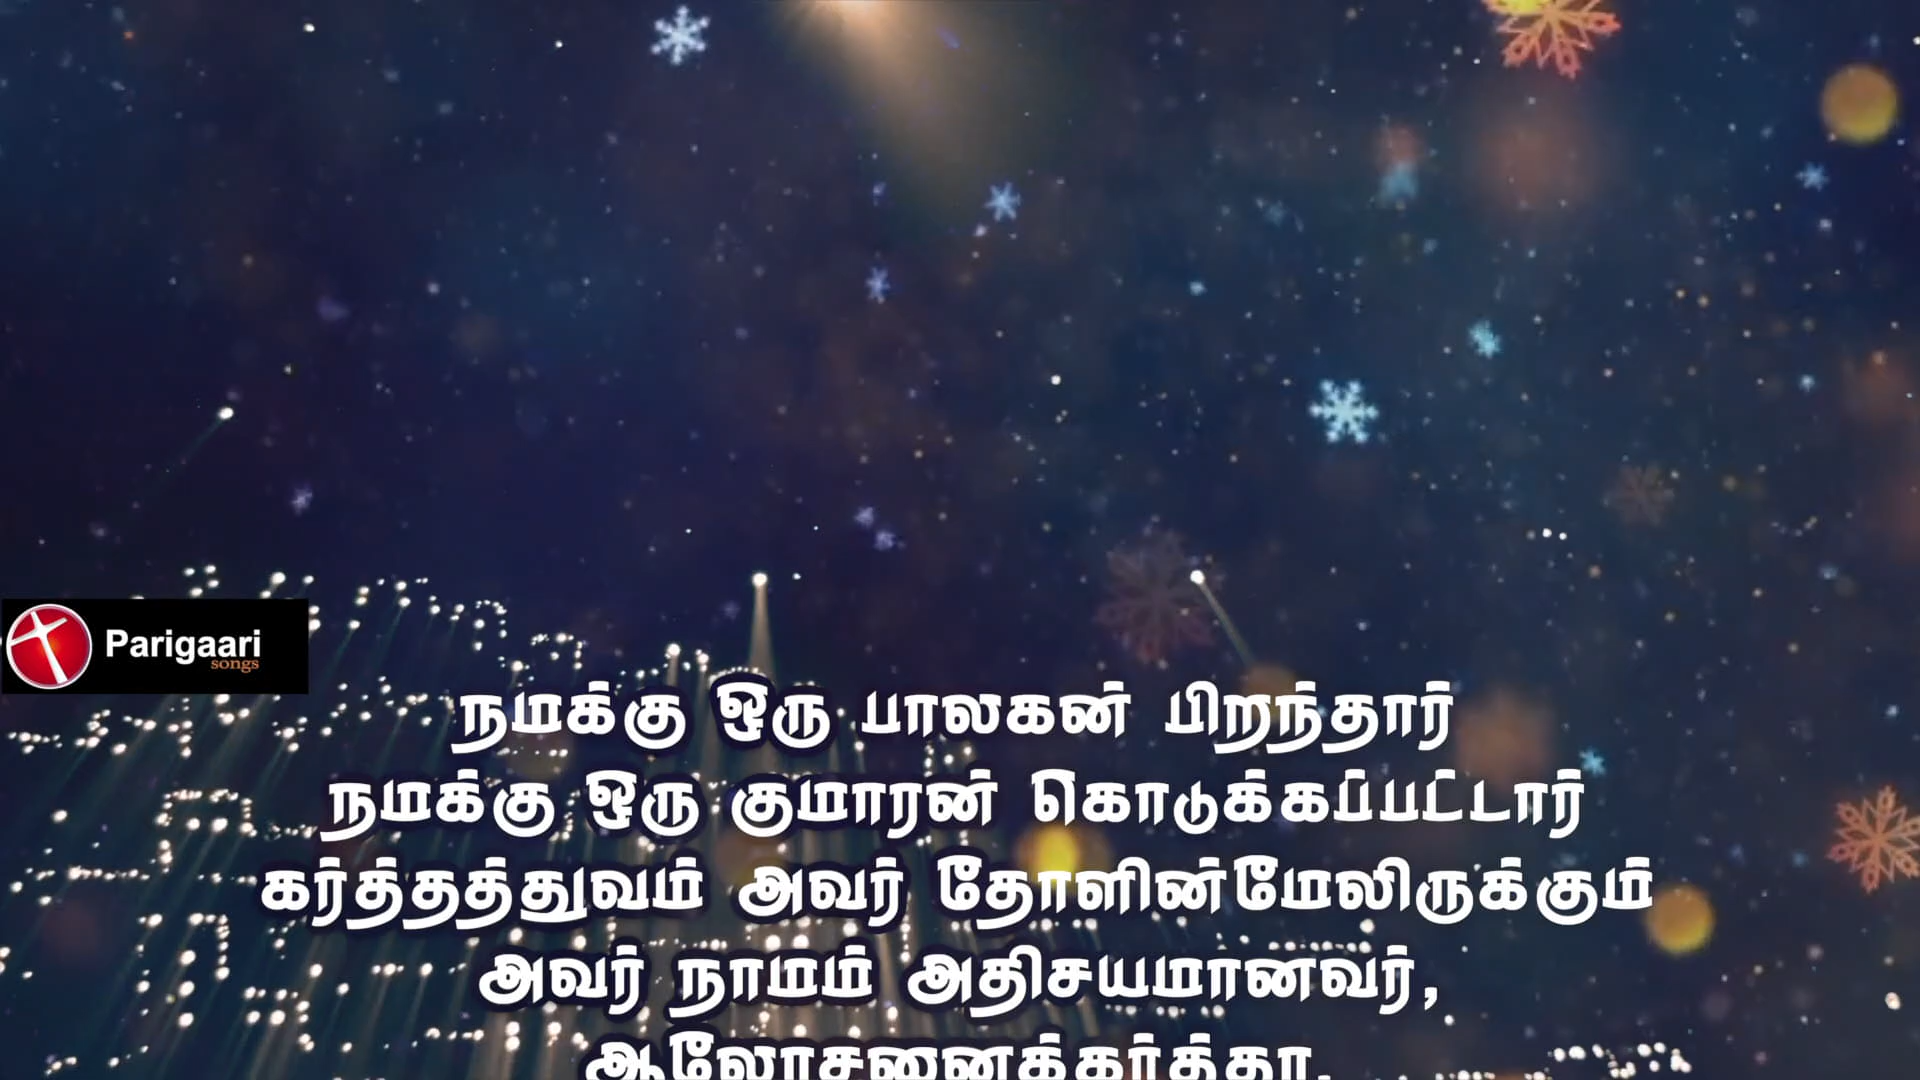 Parigaari
songs
நமக்கு ஒரு பாலகன் பிறந்தார்
நமக்கு ஒரு குமாரன் கொடுக்கப்பட்டார்
கர்த்தத்துவம் அவர் தோளின்மேலிருக்கும்
அவர் நாமம் அதிசயமானவர்,
ஆலோசனைக்கர்த்தா,